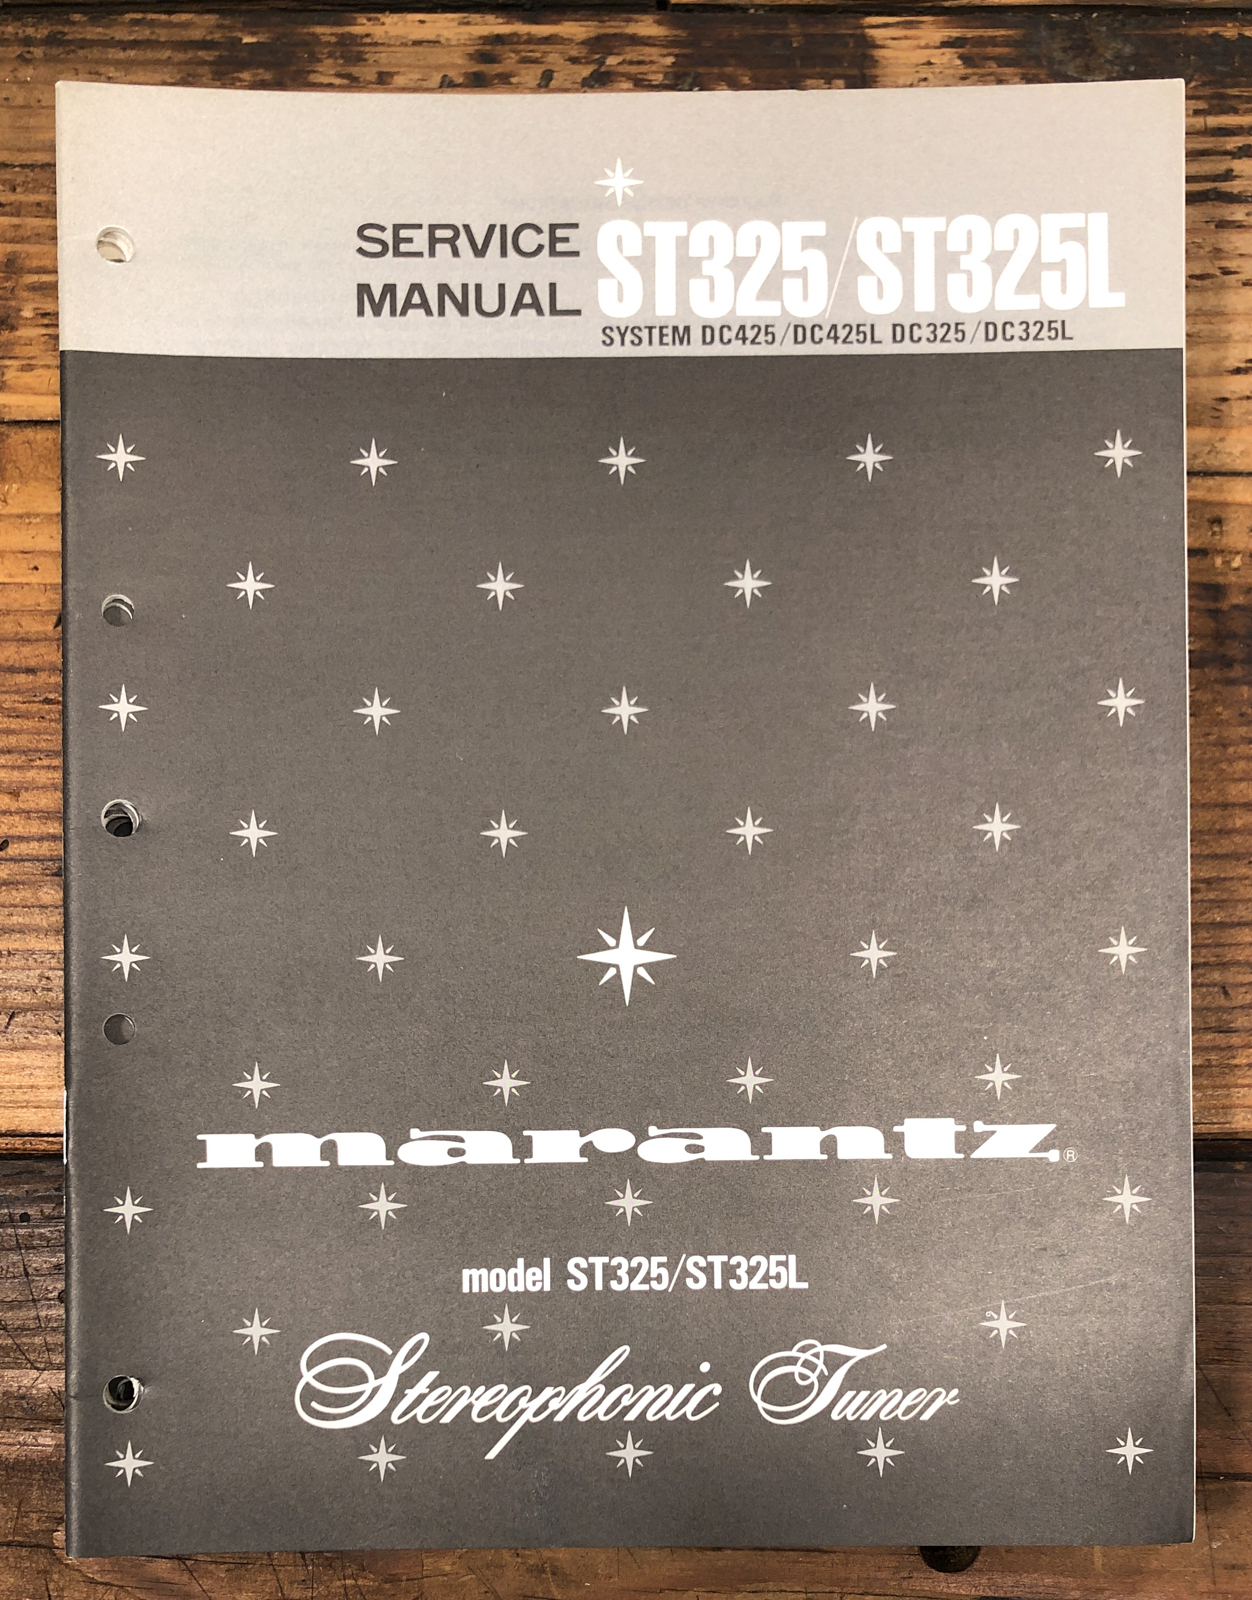 SERVICE
MANUAL
ST325/ST325L
SYSTEM DC425/DC425L DC325/DC325L
marantz®
model ST325/ST325L
Stereophonic Tuner